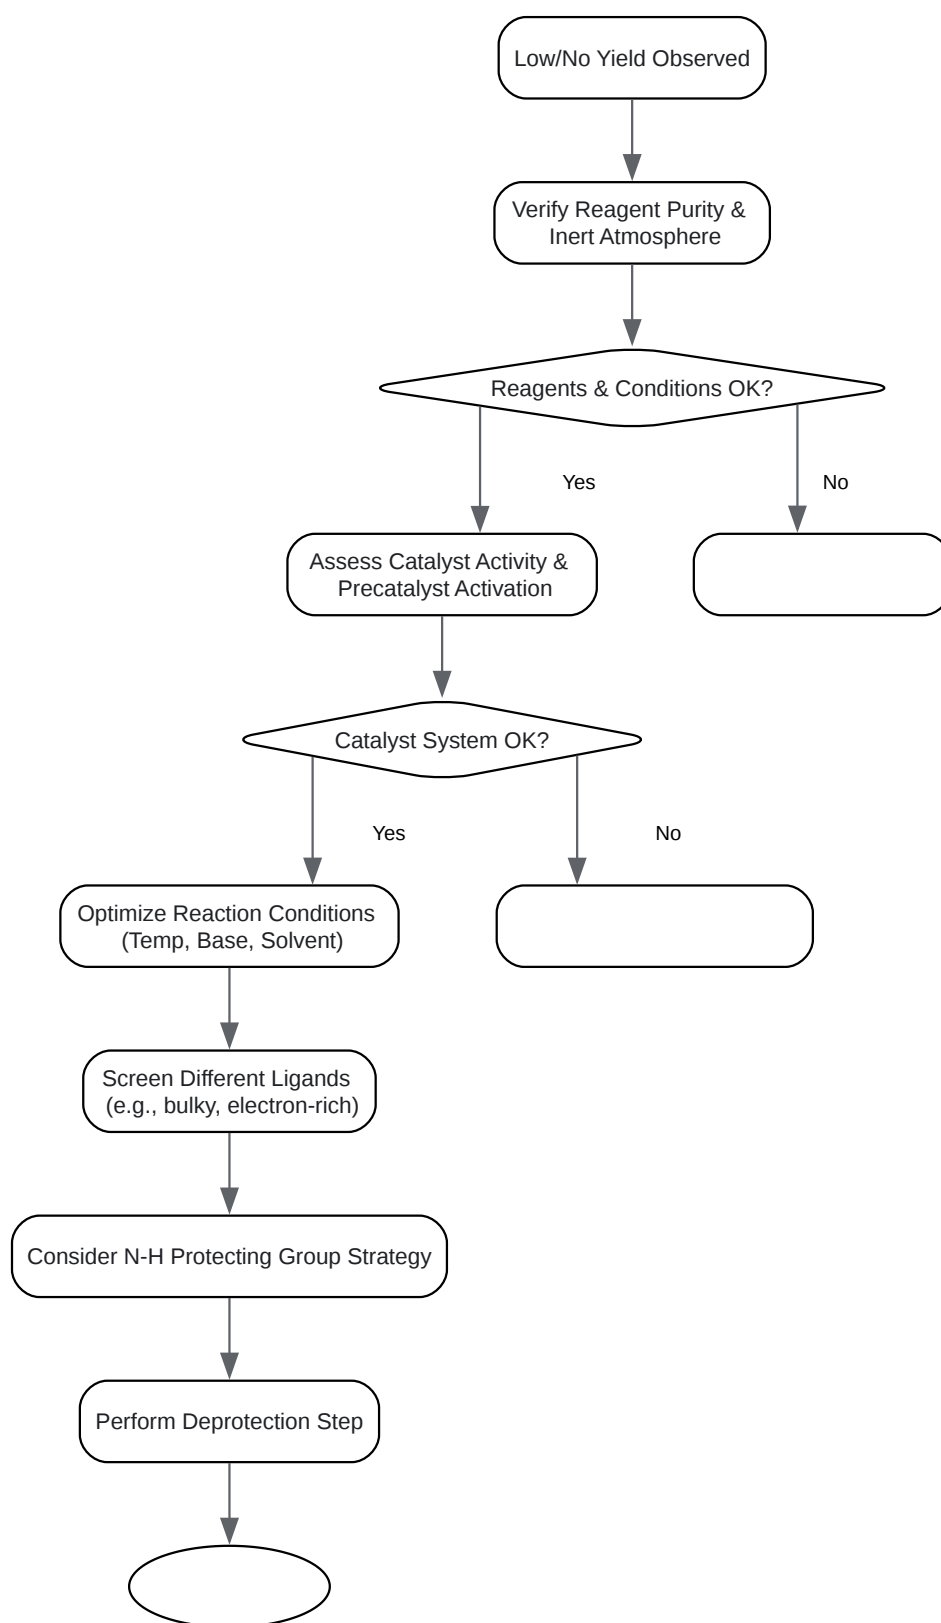 Low/No Yield Observed
Verify Reagent Purity &
Inert Atmosphere
Reagents & Conditions OK?
Yes
No
Assess Catalyst Activity &
Precatalyst Activation
Catalyst System OK?
Yes
No
Optimize Reaction Conditions
(Temp, Base, Solvent)
Screen Different Ligands
(e.g., bulky, electron-rich)
Consider N-H Protecting Group Strategy
Perform Deprotection Step